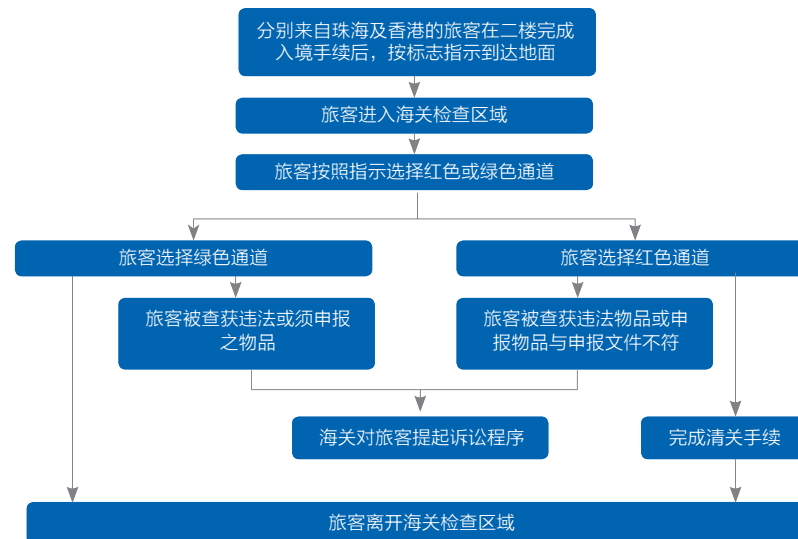 分别来自珠海及香港的旅客在二楼完成
入境手续后，按标志指示到达地面
旅客进入海关检查区域
旅客按照指示选择红色或绿色通道
旅客选择绿色通道
旅客选择红色通道
旅客被查获违法或须申报
之物品
旅客被查获违法物品或申
报物品与申报文件不符
海关对旅客提起诉讼程序
完成清关手续
旅客离开海关检查区域